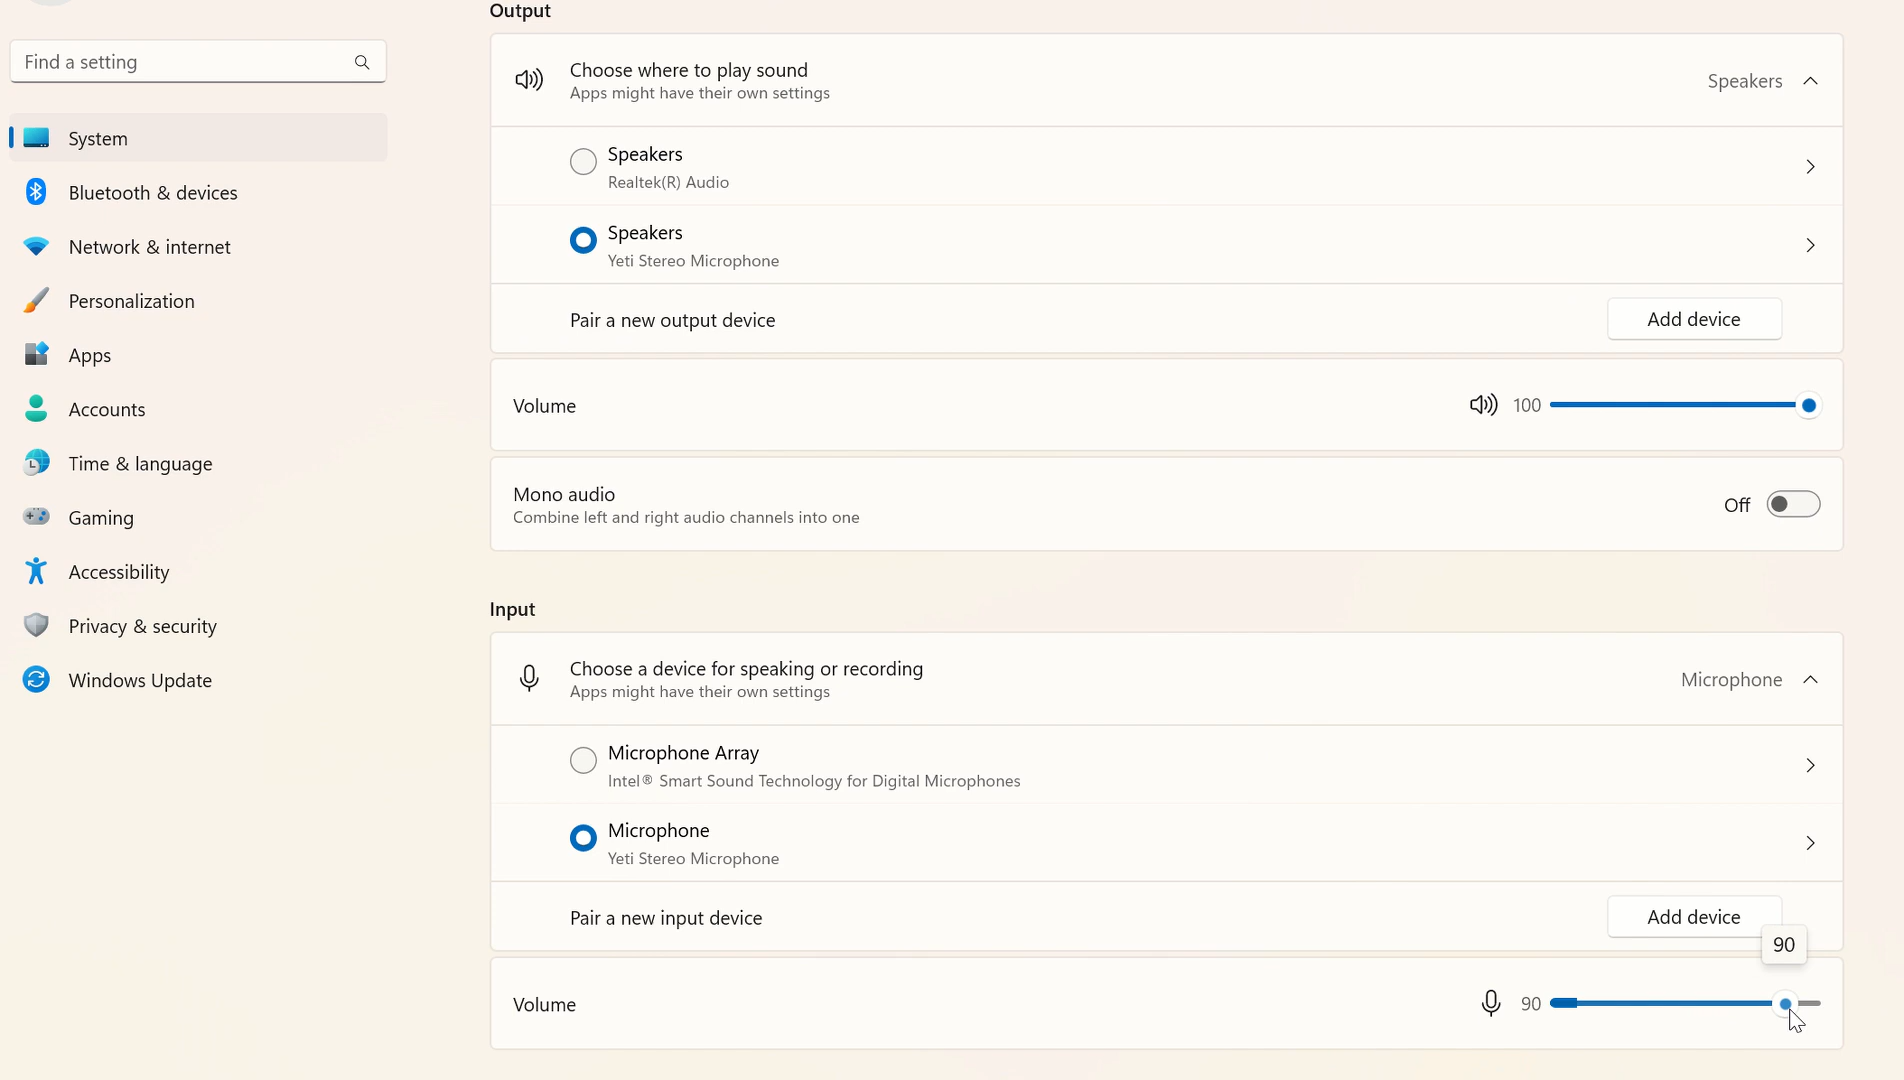 Find a setting
System
Bluetooth & devices
Network & internet
Personalization
Apps
Accounts
Time & language
Gaming
Accessibility
Privacy & security
Windows Update
Output
Choose where to play sound
Apps might have their own settings
Speakers
Speakers
Realtek(R) Audio
Speakers
Yeti Stereo Microphone
Pair a new output device
Add device
Volume
100
Mono audio
Combine left and right audio channels into one
Off
Input
Choose a device for speaking or recording
Apps might have their own settings
Microphone
Microphone Array
Intel® Smart Sound Technology for Digital Microphones
Microphone
Yeti Stereo Microphone
Pair a new input device
Add device
90
Volume
90